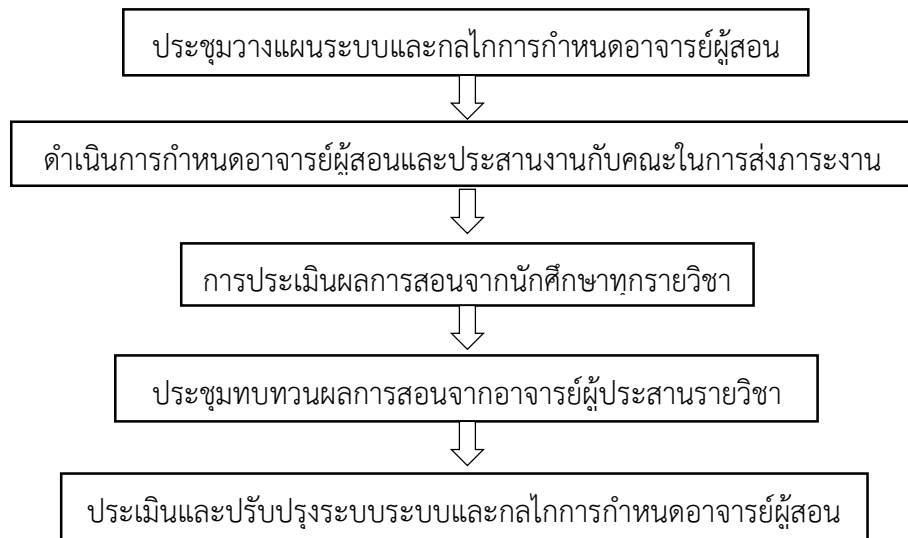 ประชุมวางแผนระบบและกลไกการกำหนดอาจารย์ผู้สอน
ดำเนินการกำหนดอาจารย์ผู้สอนและประสานงานกับคณะในการส่งภาระงาน
การประเมินผลการสอนจากนักศึกษาทุกรายวิชา
ประชุมทบทวนผลการสอนจากอาจารย์ผู้ประสานรายวิชา
ประเมินและปรับปรุงระบบระบบและกลไกการกำหนดอาจารย์ผู้สอน